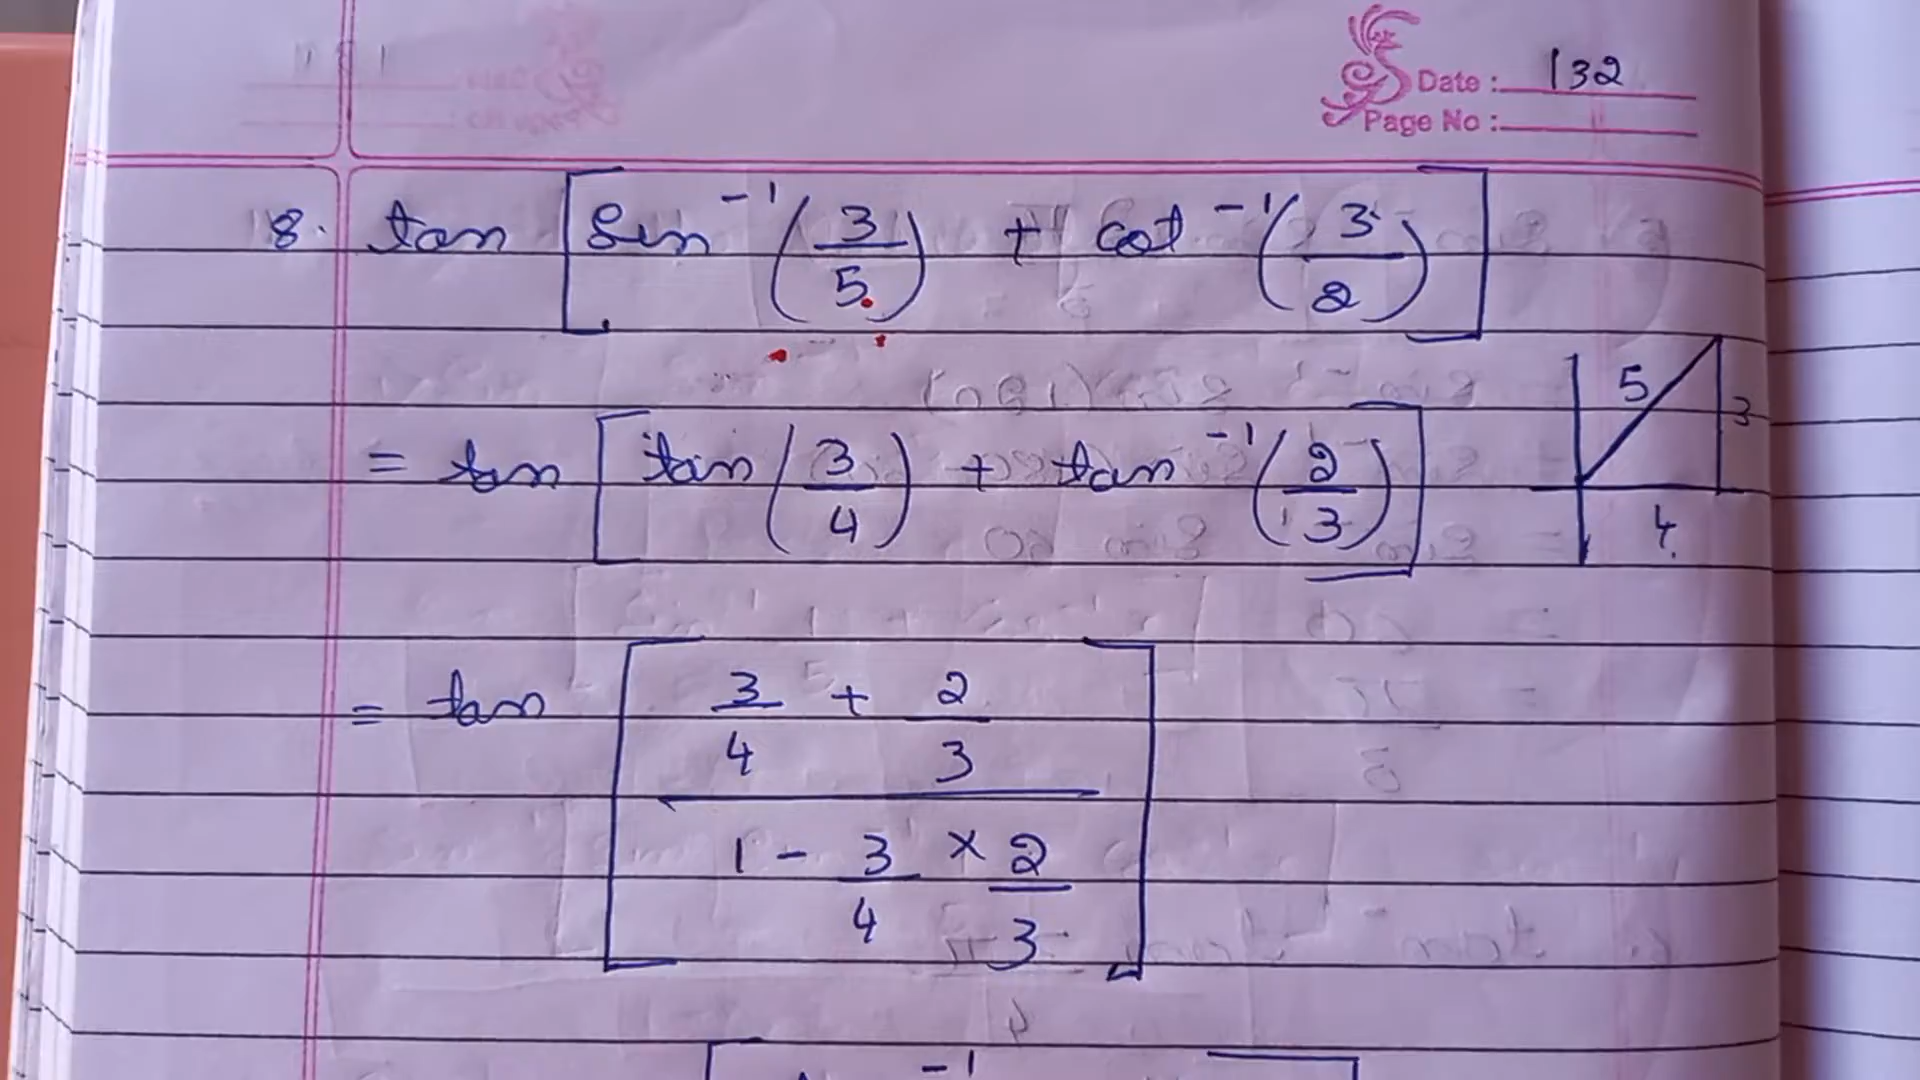 Date : 132
Page No :
8. tan [ Sin⁻¹ ( 3/5 ) + cot⁻¹ ( 3/2 ) ]
= tan [ tan ( 3/4 ) + tan⁻¹ ( 2/3 ) ]
5 3 4
= tan [ ( 3/4 + 2/3 ) / ( 1 - 3/4 × 2/3 ) ]
-1